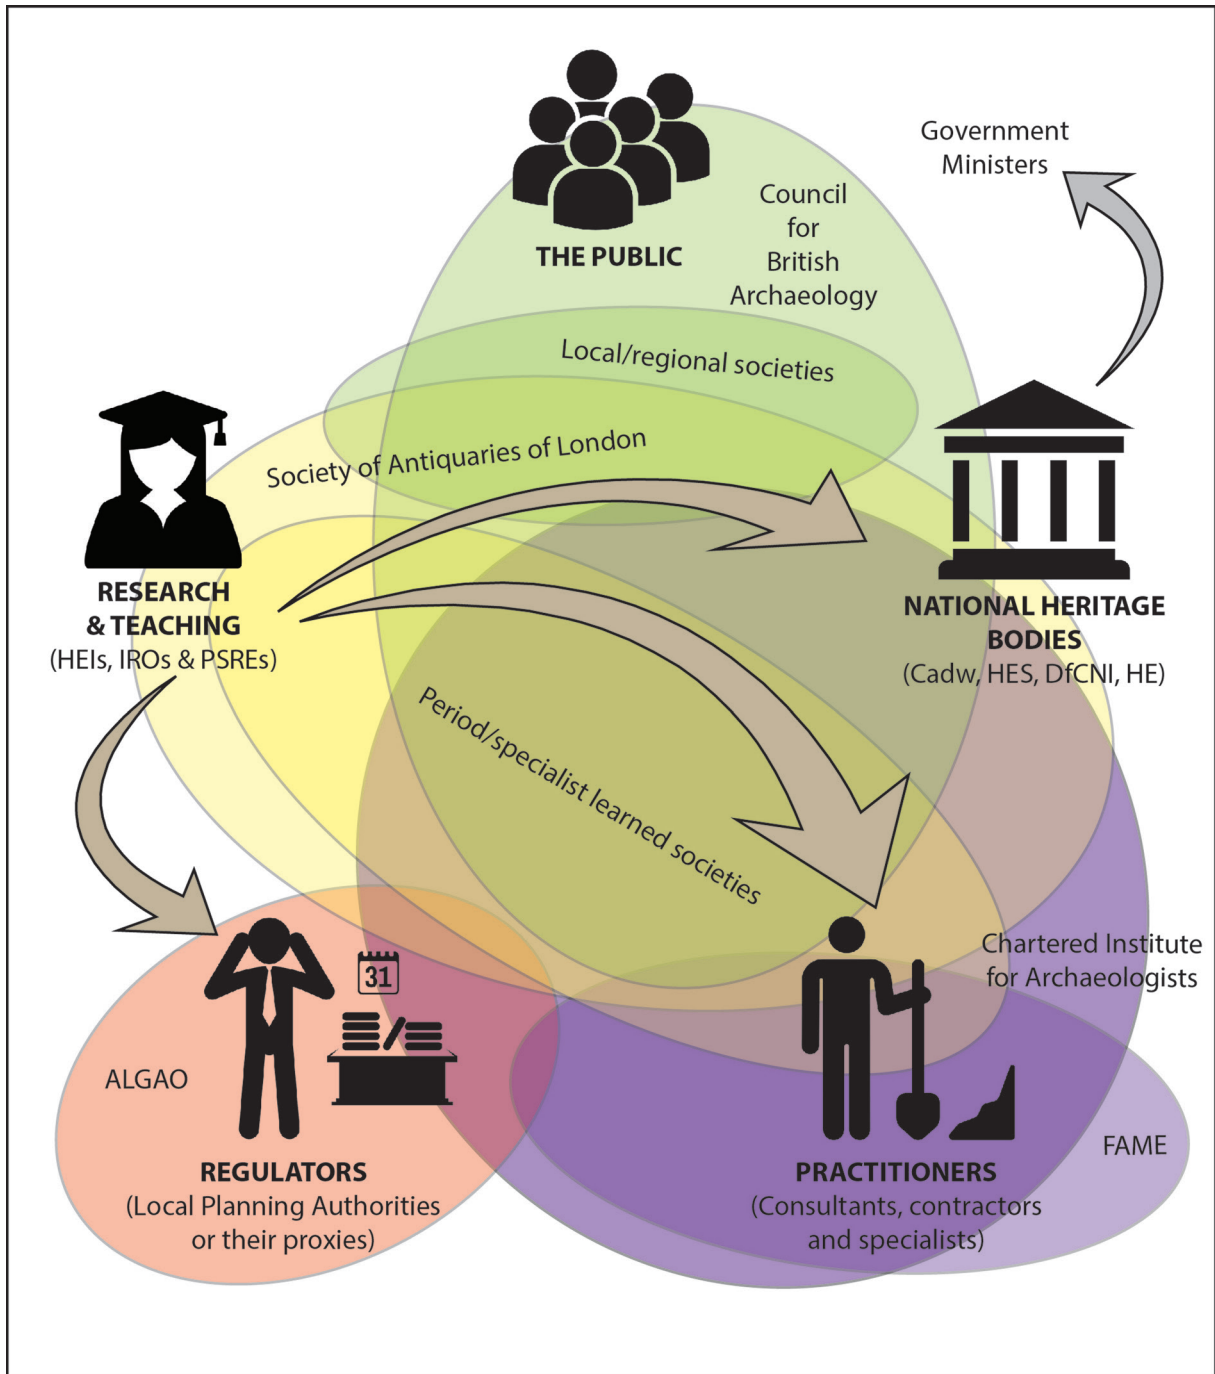 Government
Ministers
Council
for
British
Archaeology
THE PUBLIC
Local/regional societies
Society of Antiquaries of London
RESEARCH
& TEACHING
(HEIs, IROs & PSREs)
NATIONAL HERITAGE
BODIES
(Cadw, HES, DfCNI, HE)
Period/specialist learned societies
Chartered Institute
for Archaeologists
31
ALGAO
FAME
REGULATORS
(Local Planning Authorities
or their proxies)
PRACTITIONERS
(Consultants, contractors
and specialists)